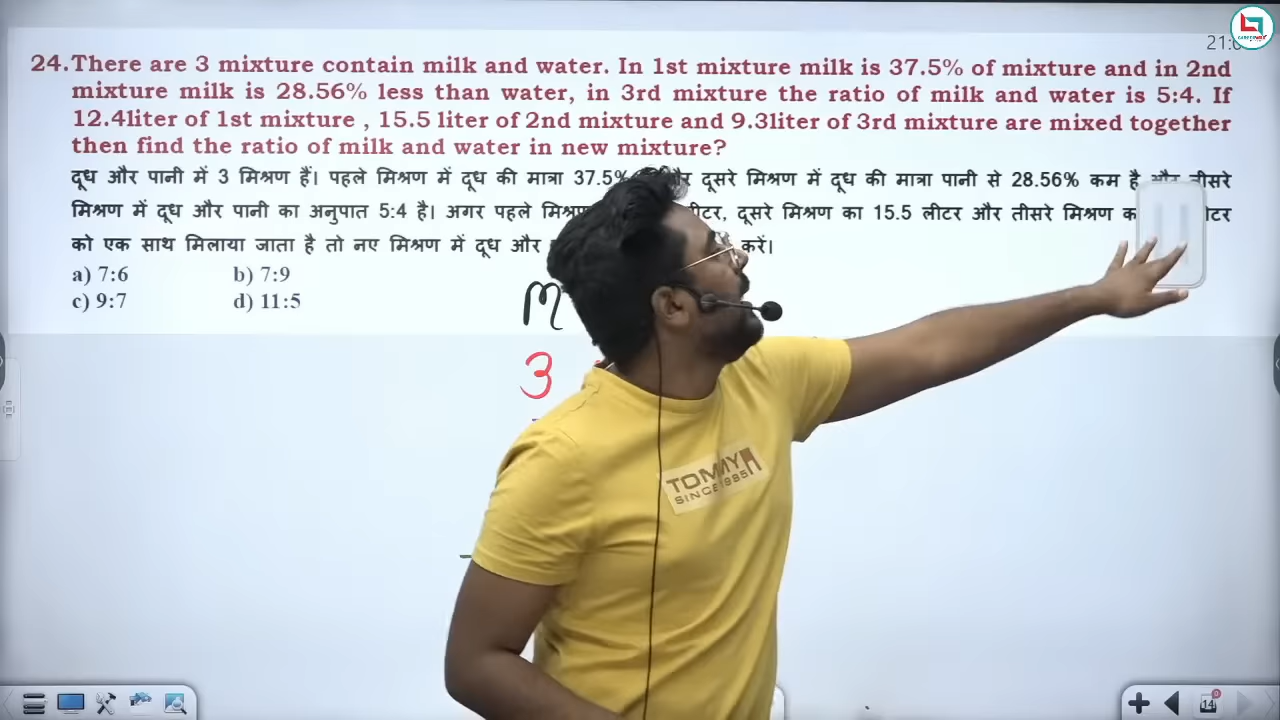 21:
24.There are 3 mixture contain milk and water. In 1st mixture milk is 37.5% of mixture and in 2nd
mixture milk is 28.56% less than water, in 3rd mixture the ratio of milk and water is 5:4. If
12.4liter of 1st mixture , 15.5 liter of 2nd mixture and 9.3liter of 3rd mixture are mixed together
then find the ratio of milk and water in new mixture?
दूध और पानी में 3 मिश्रण हैं। पहले मिश्रण में दूध की मात्रा 37.5% दूसरे मिश्रण में दूध की मात्रा पानी से 28.56% कम है और तीसरे
मिश्रण में दूध और पानी का अनुपात 5:4 है। अगर पहले दूसरे मिश्रण का 15.5 लीटर और तीसरे मिश्रण
को एक साथ मिलाया जाता है तो नए मिश्रण में दूध और करें।
a) 7:6 b) 7:9
c) 9:7 d) 11:5
m
3
TOMMY
SINCE 1985
14